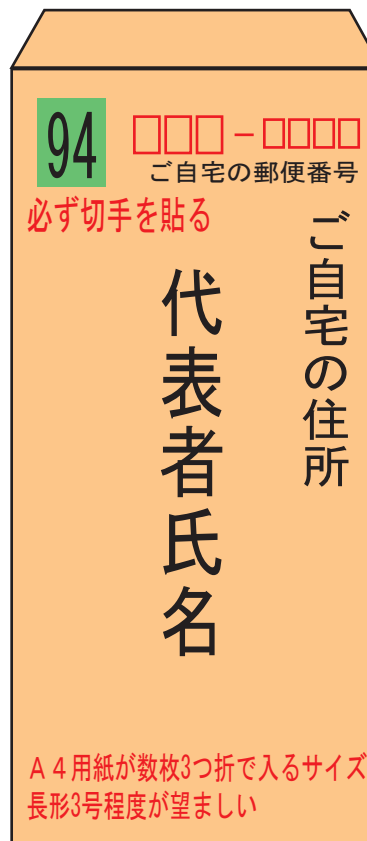 94
□□□-□□□□
ご自宅の郵便番号
必ず切手を貼る
ご自宅の住所
代表者氏名
A4用紙が数枚3つ折で入るサイズ
長形3号程度が望ましい